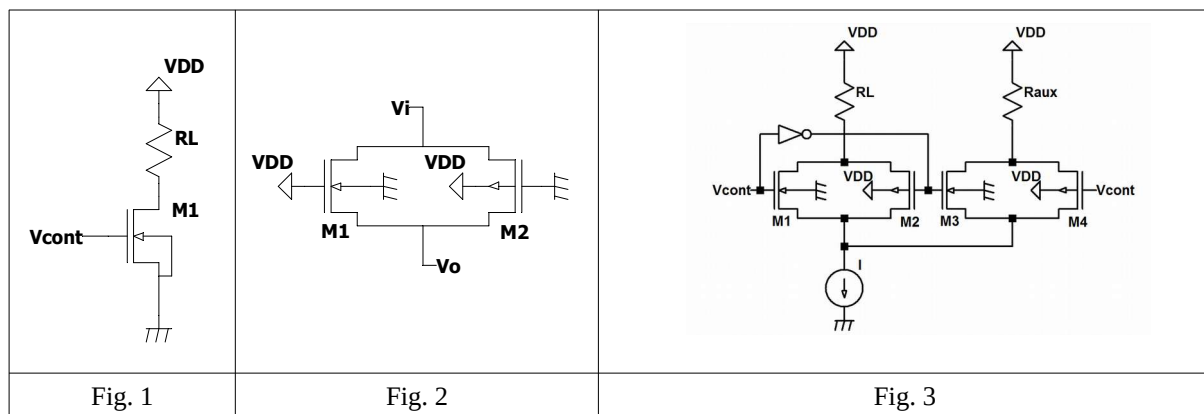 VDD
RL
M1
Vcont
Fig. 1
Vi
VDD
VDD
M1
M2
Vo
Fig. 2
VDD
VDD
RL
Raux
Vcont
VDD
VDD
Vcont
M1
M2
M3
M4
I
Fig. 3